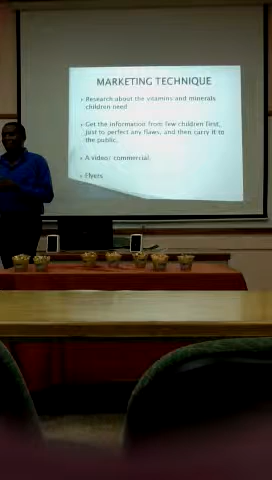 MARKETING TECHNIQUE
Research about the vitamins and minerals
children need
Get the information from few children first,
just to perfect any flaws, and then carry it to
the public.
A video/ commercial.
Flyers